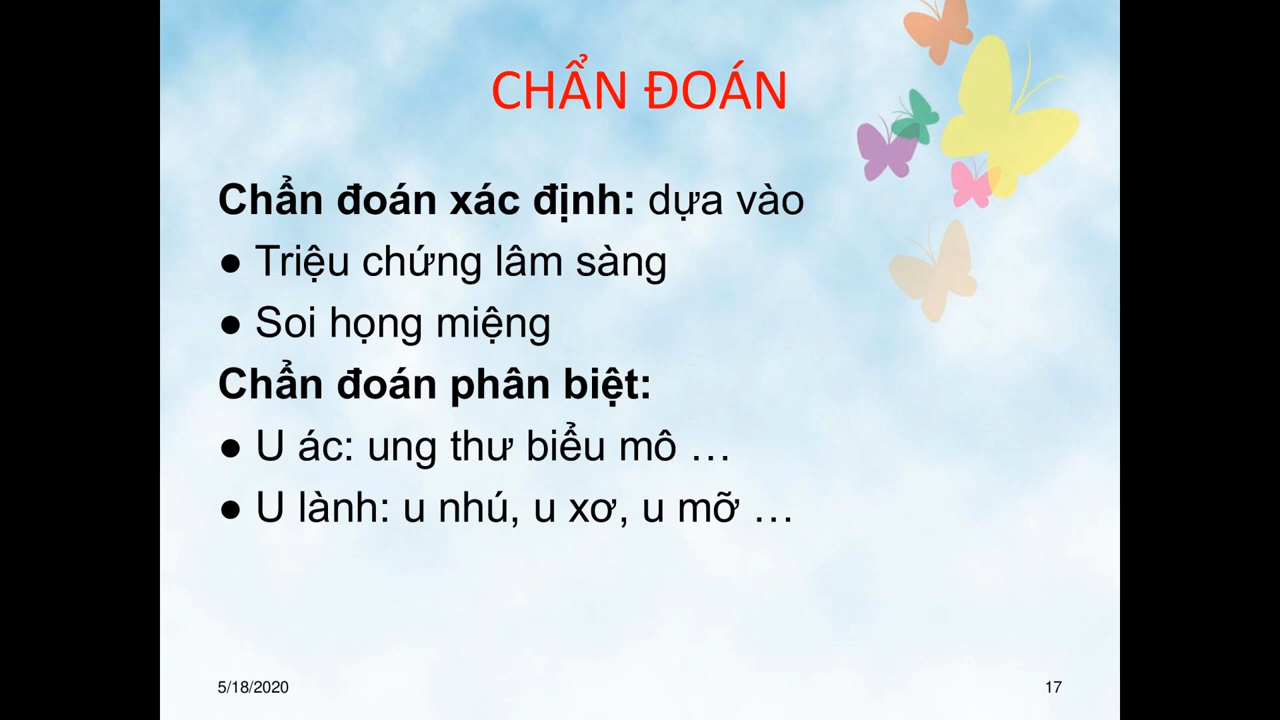 CHẨN ĐOÁN
Chẩn đoán xác định: dựa vào
● Triệu chứng lâm sàng
● Soi họng miệng
Chẩn đoán phân biệt:
● U ác: ung thư biểu mô …
● U lành: u nhú, u xơ, u mỡ …
5/18/2020
17